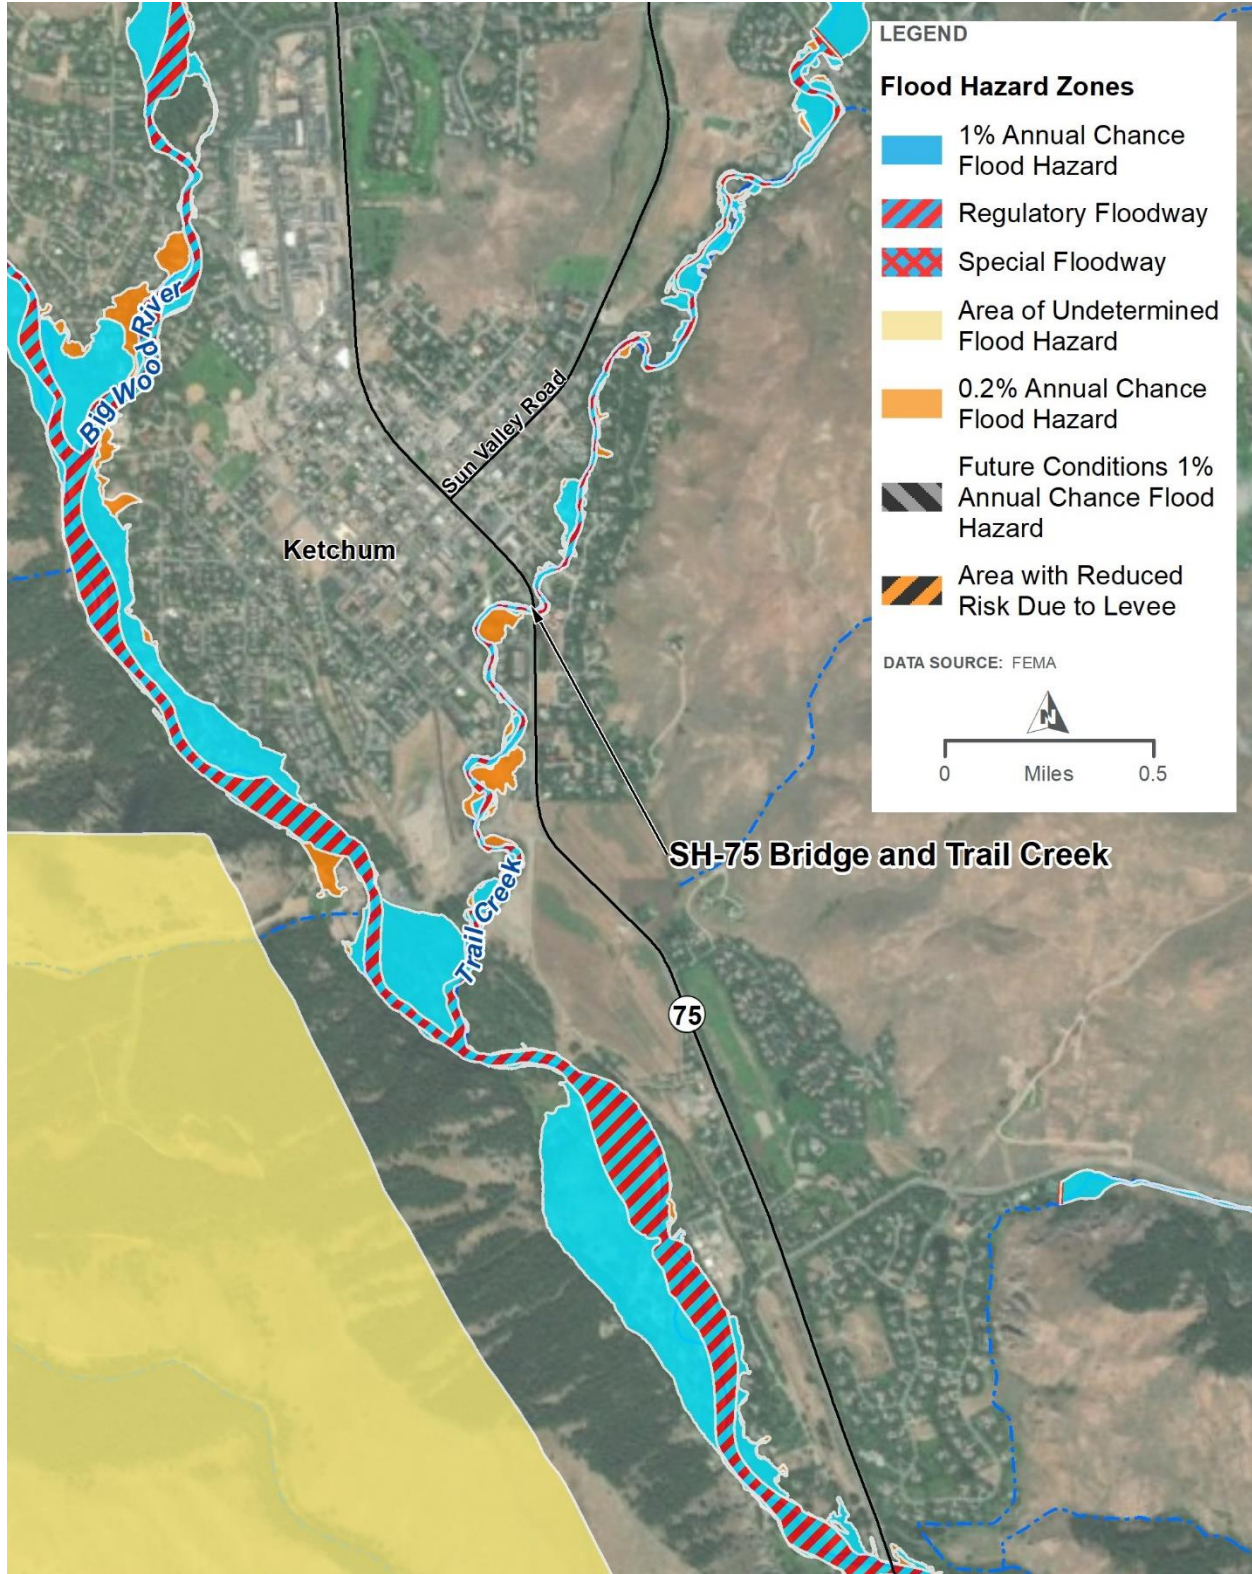 LEGEND
Flood Hazard Zones
1% Annual Chance
Flood Hazard
Regulatory Floodway
Special Floodway
Area of Undetermined
Flood Hazard
0.2% Annual Chance
Flood Hazard
Future Conditions 1%
Annual Chance Flood
Hazard
Area with Reduced
Risk Due to Levee
DATA SOURCE: FEMA
N
0 Miles 0.5
Big Wood River
Sun Valley Road
Ketchum
SH-75 Bridge and Trail Creek
Trail Creek
75